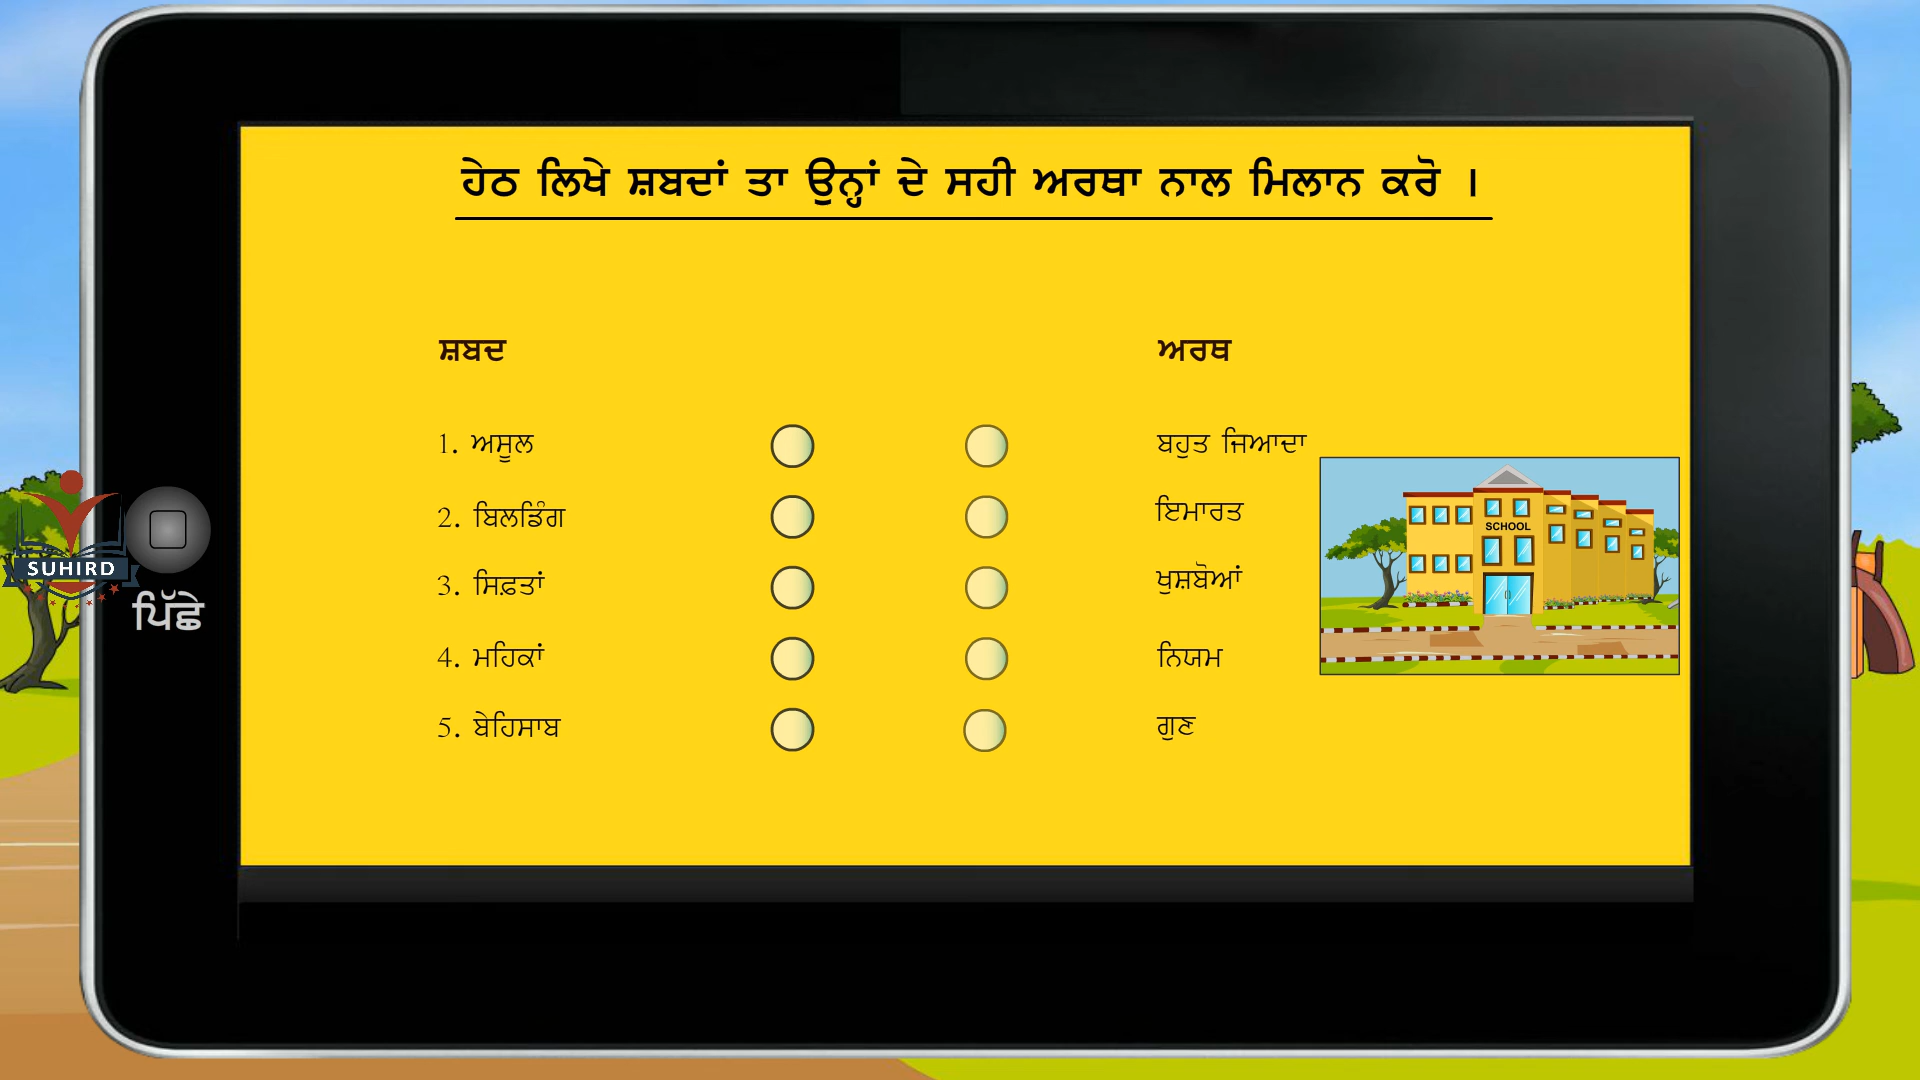 ਹੇਠ ਲਿਖੇ ਸ਼ਬਦਾਂ ਤਾ ਉਨ੍ਹਾਂ ਦੇ ਸਹੀ ਅਰਥਾ ਨਾਲ ਮਿਲਾਨ ਕਰੋ ।
ਸ਼ਬਦ ਅਰਥ
1. ਅਸੂਲ ਬਹੁਤ ਜਿਆਦਾ
2. ਬਿਲਡਿੰਗ ਇਮਾਰਤ
3. ਸਿਫ਼ਤਾਂ ਖੁਸ਼ਬੋਆਂ
4. ਮਹਿਕਾਂ ਨਿਯਮ
5. ਬੇਹਿਸਾਬ ਗੁਣ
SCHOOL
SUHIRD
ਪਿੱਛੇ